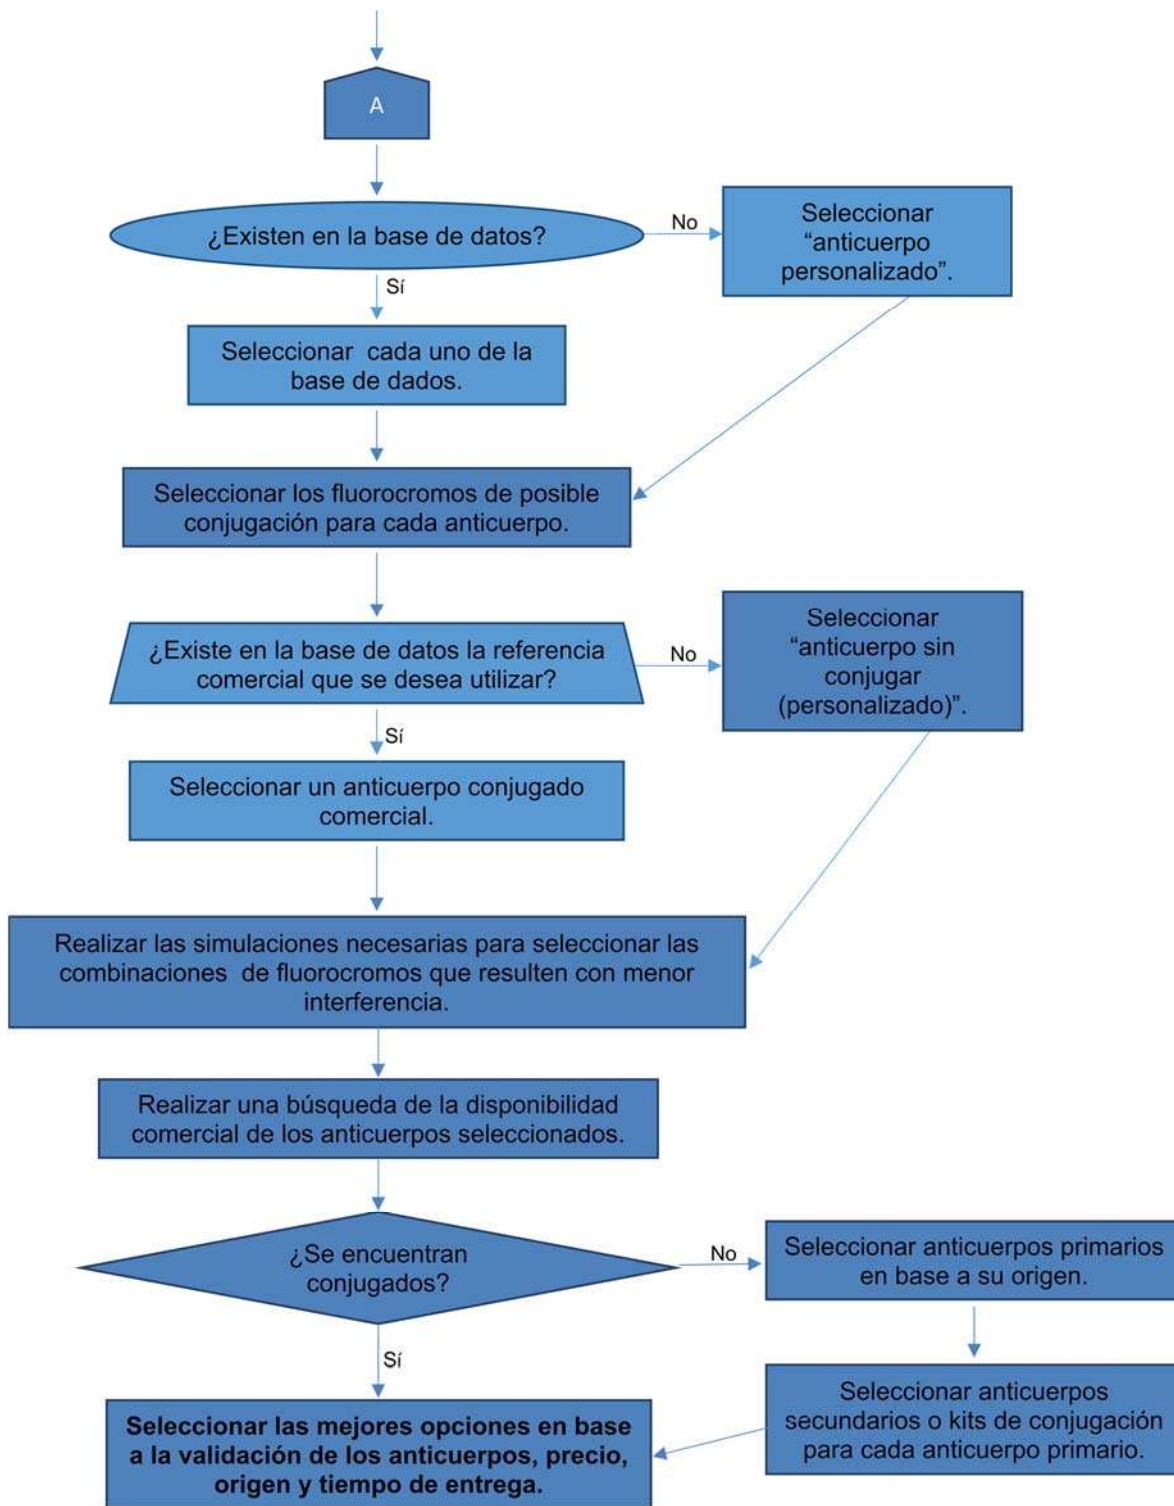 A
¿Existen en la base de datos?
No
Seleccionar
“anticuerpo
personalizado”.
Sí
Seleccionar  cada uno de la
base de dados.
Seleccionar los fluorocromos de posible
conjugación para cada anticuerpo.
¿Existe en la base de datos la referencia
comercial que se desea utilizar?
No
Seleccionar
“anticuerpo sin
conjugar
(personalizado)”.
Sí
Seleccionar un anticuerpo conjugado
comercial.
Realizar las simulaciones necesarias para seleccionar las
combinaciones  de fluorocromos que resulten con menor
interferencia.
Realizar una búsqueda de la disponibilidad
comercial de los anticuerpos seleccionados.
¿Se encuentran
conjugados?
No
Seleccionar anticuerpos primarios
en base a su origen.
Sí
Seleccionar anticuerpos
secundarios o kits de conjugación
para cada anticuerpo primario.
Seleccionar las mejores opciones en base
a la validación de los anticuerpos, precio,
origen y tiempo de entrega.